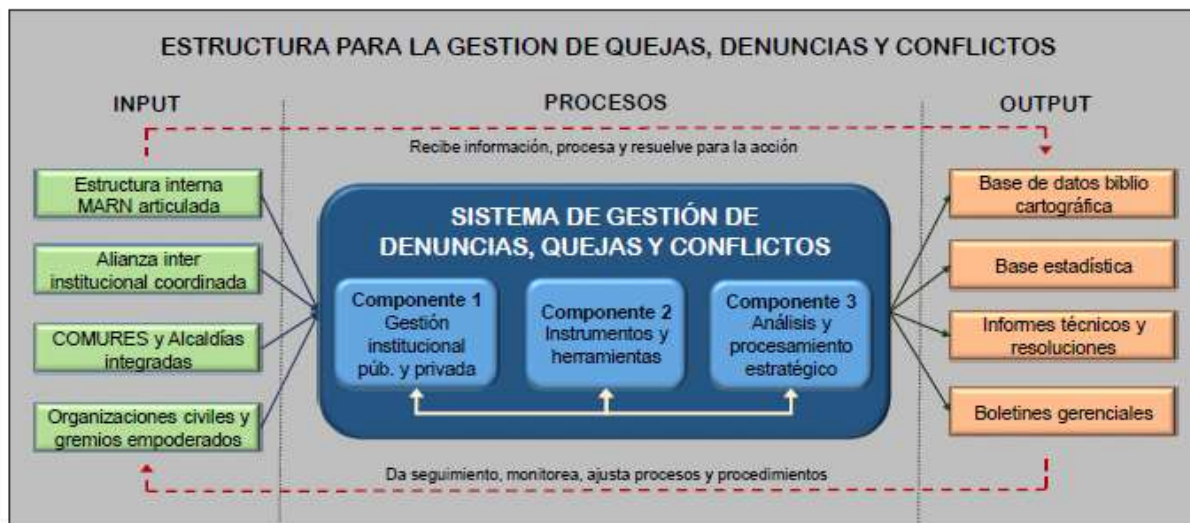 ESTRUCTURA PARA LA GESTION DE QUEJAS, DENUNCIAS Y CONFLICTOS
INPUT
PROCESOS
OUTPUT
Recibe información, procesa y resuelve para la acción
Estructura interna
MARN articulada
Alianza inter
institucional coordinada
COMURES y Alcaldías
integradas
Organizaciones civiles y
gremios empoderados
SISTEMA DE GESTIÓN DE
DENUNCIAS, QUEJAS Y CONFLICTOS
Componente 1
Gestión
institucional
púb. y privada
Componente 2
Instrumentos y
herramientas
Componente 3
Análisis y
procesamiento
estratégico
Base de datos biblio
cartográfica
Base estadística
Informes técnicos y
resoluciones
Boletines gerenciales
Da seguimiento, monitorea, ajusta procesos y procedimientos